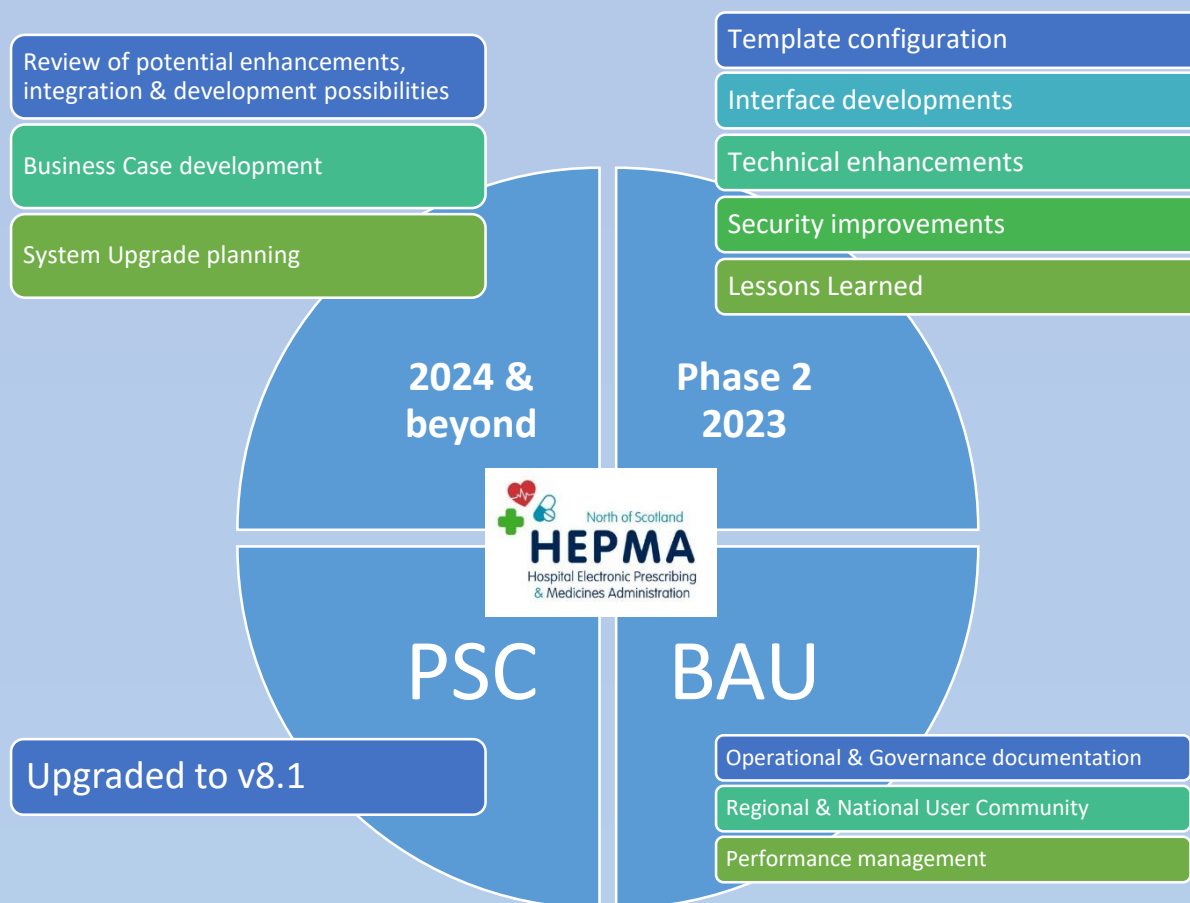 Review of potential enhancements,
integration & development possibilities
Business Case development
System Upgrade planning
Template configuration
Interface developments
Technical enhancements
Security improvements
Lessons Learned
2024 &
beyond
Phase 2
2023
North of Scotland
HEPMA
Hospital Electronic Prescribing
& Medicines Administration
PSC
BAU
Upgraded to v8.1
Operational & Governance documentation
Regional & National User Community
Performance management